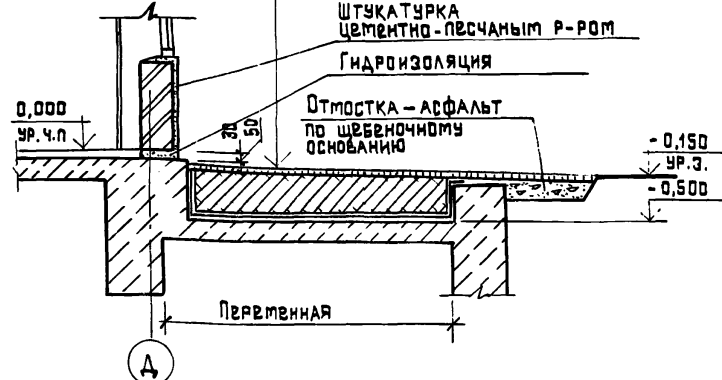 ШТУКАТУРКА
ЦЕМЕНТНО-ПЕСЧАНЫМ Р-РОМ
ГИДРОИЗОЛЯЦИЯ
0,000
УР.Ч.П
30
50
ОТМОСТКА - АСФАЛЬТ
ПО ЩЕБЕНОЧНОМУ
ОСНОВАНИЮ
-0,150
УР.З.
-0,500
ПЕРЕМЕННАЯ
Д